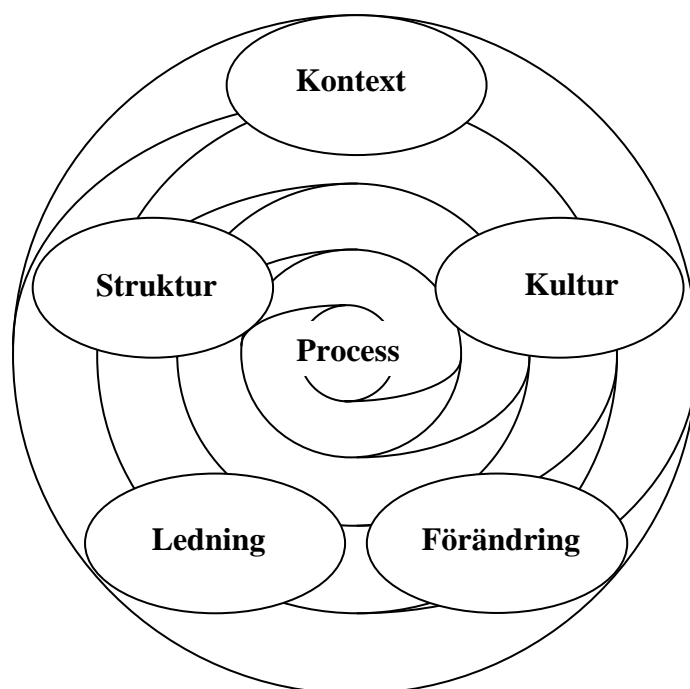 Kontext
Struktur
Kultur
Process
Ledning
Förändring